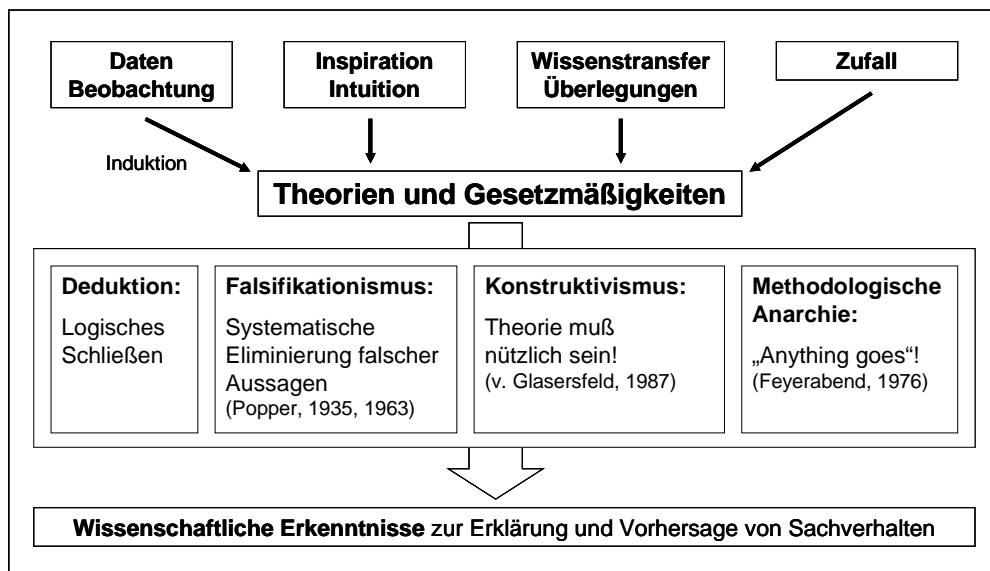 Daten
Beobachtung
Inspiration
Intuition
Wissenstransfer
Überlegungen
Zufall
Induktion
Theorien und Gesetzmäßigkeiten
Deduktion:
Logisches
Schließen
Falsifikationismus:
Systematische
Eliminierung falscher
Aussagen
(Popper, 1935, 1963)
Konstruktivismus:
Theorie muß
nützlich sein!
(v. Glasersfeld, 1987)
Methodologische
Anarchie:
„Anything goes“!
(Feyerabend, 1976)
Wissenschaftliche Erkenntnisse zur Erklärung und Vorhersage von Sachverhalten